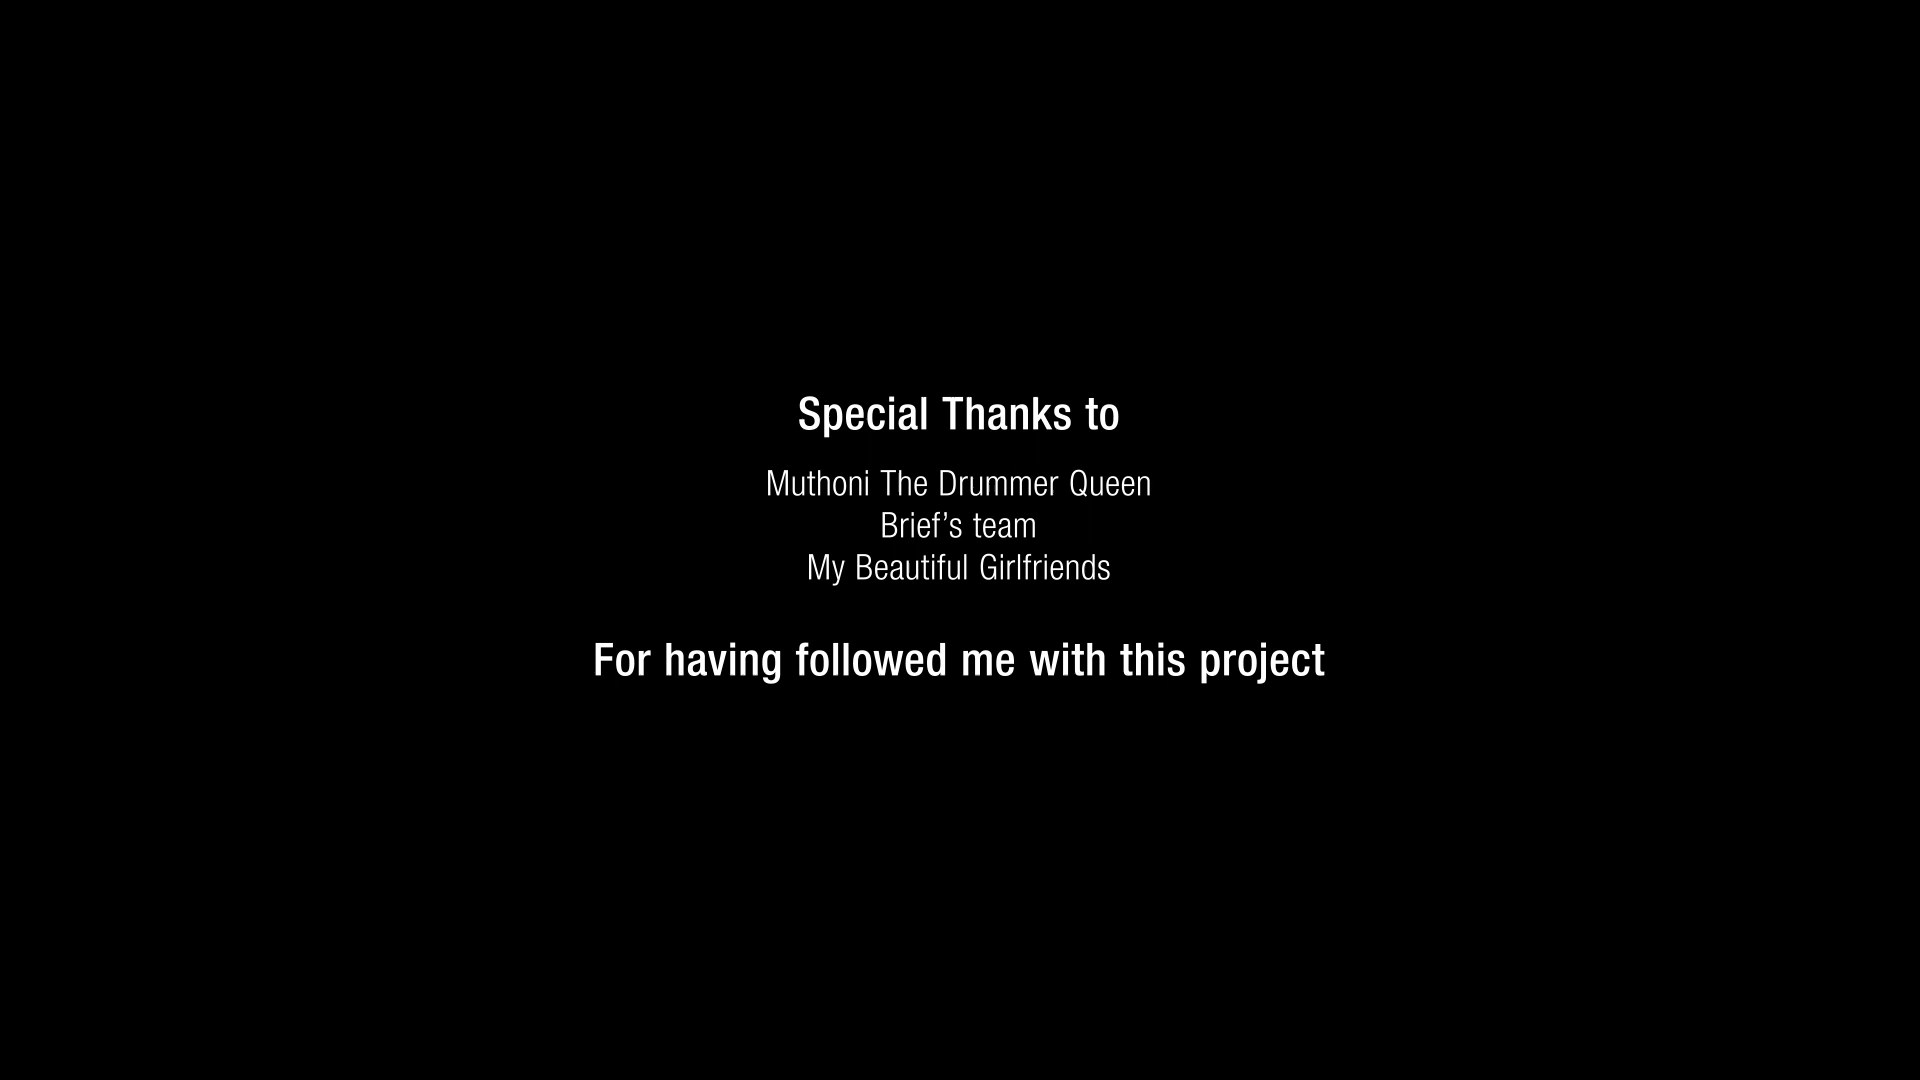 Special Thanks to
Muthoni The Drummer Queen
Brief’s team
My Beautiful Girlfriends
For having followed me with this project